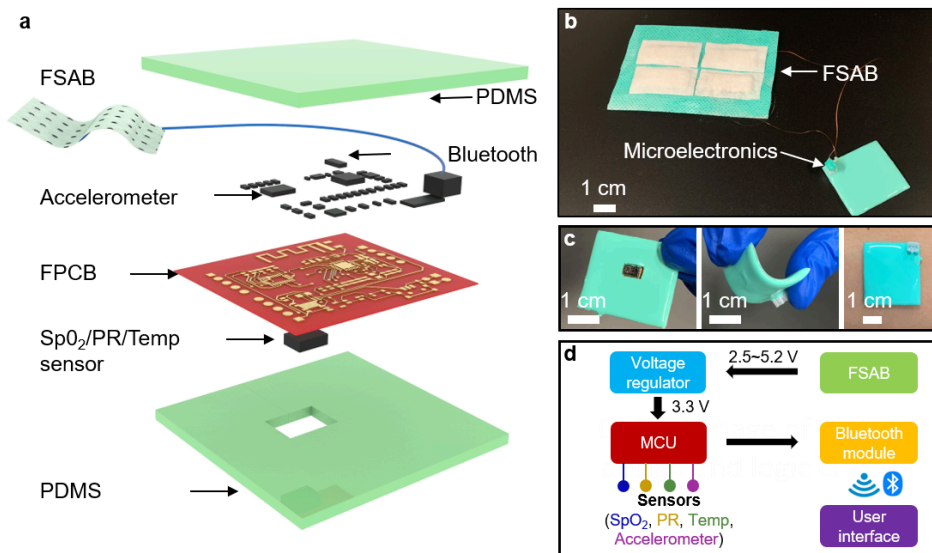 a
FSAB
PDMS
Bluetooth
Accelerometer
FPCB
Sp0₂/PR/Temp
sensor
PDMS
b
FSAB
Microelectronics
1 cm
c
1 cm
1 cm
1 cm
d
2.5~5.2 V
Voltage
regulator
FSAB
3.3 V
MCU
Bluetooth
module
Sensors
(SpO₂, PR, Temp,
Accelerometer)
User
interface